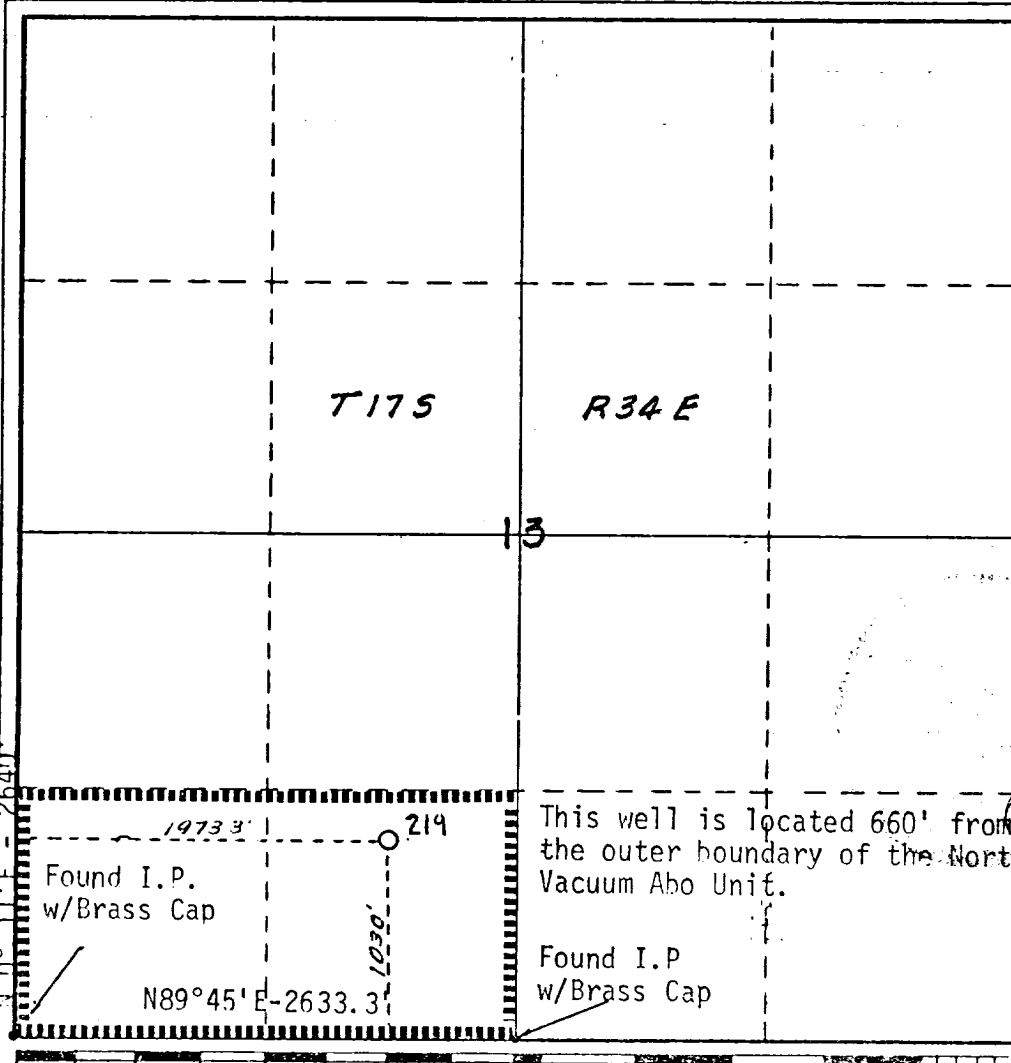 T17S R34E
13
1973 3' 219
This well is located 660' from
the outer boundary of the Nort
Vacuum Abo Unit.
Found I.P.
w/Brass Cap
1030'
Found I.P
w/Brass Cap
N89°45'E-2633.3'